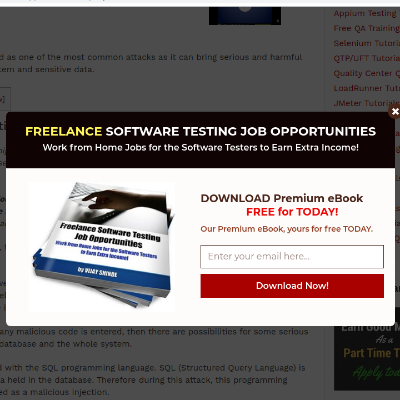 Appium Testing
Free QA Training
Selenium Tutori
d as one of the most common attacks as it can bring serious and harmful
QTP/UFT Tutoria
tem and sensitive data.
Quality Center Q
LoadRunner Tut
JMeter Tutorials
FREELANCE SOFTWARE TESTING JOB OPPORTUNITIES
Work from Home Jobs for the Software Testers to Earn Extra Income!
Freelance Software Testing
Job Opportunities
Work from Home Jobs for the Software Testers
to Earn Extra Income!
by VIJAY SHINDE
DOWNLOAD Premium eBook
FREE for TODAY!
Our Premium eBook, yours for free TODAY.
Enter your email here...
Download Now!
any malicious code is entered, then there are possibilities for some serious
database and the whole system.
Earn Good M
As a
Part Time T
Apply tod
d with the SQL programming language. SQL (Structured Query Language) is
a held in the database. Therefore during this attack, this programming
ed as a malicious injection.